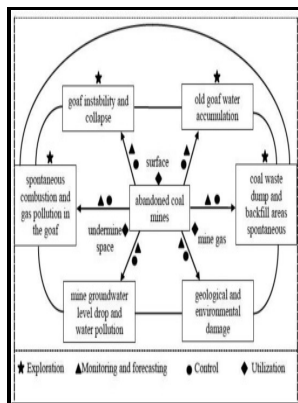 goaf instability and
collapse
old goaf water
accumulation
surface
spontaneous
combustion and
gas pollution in
the goaf
abandoned coal
mines
coal waste
dump and
backfill areas
spontaneous
undermine
space
mine gas
mine groundwater
level drop and
water pollution
geological and
environmental
damage
Exploration Monitoring and forecasting Control Utilization